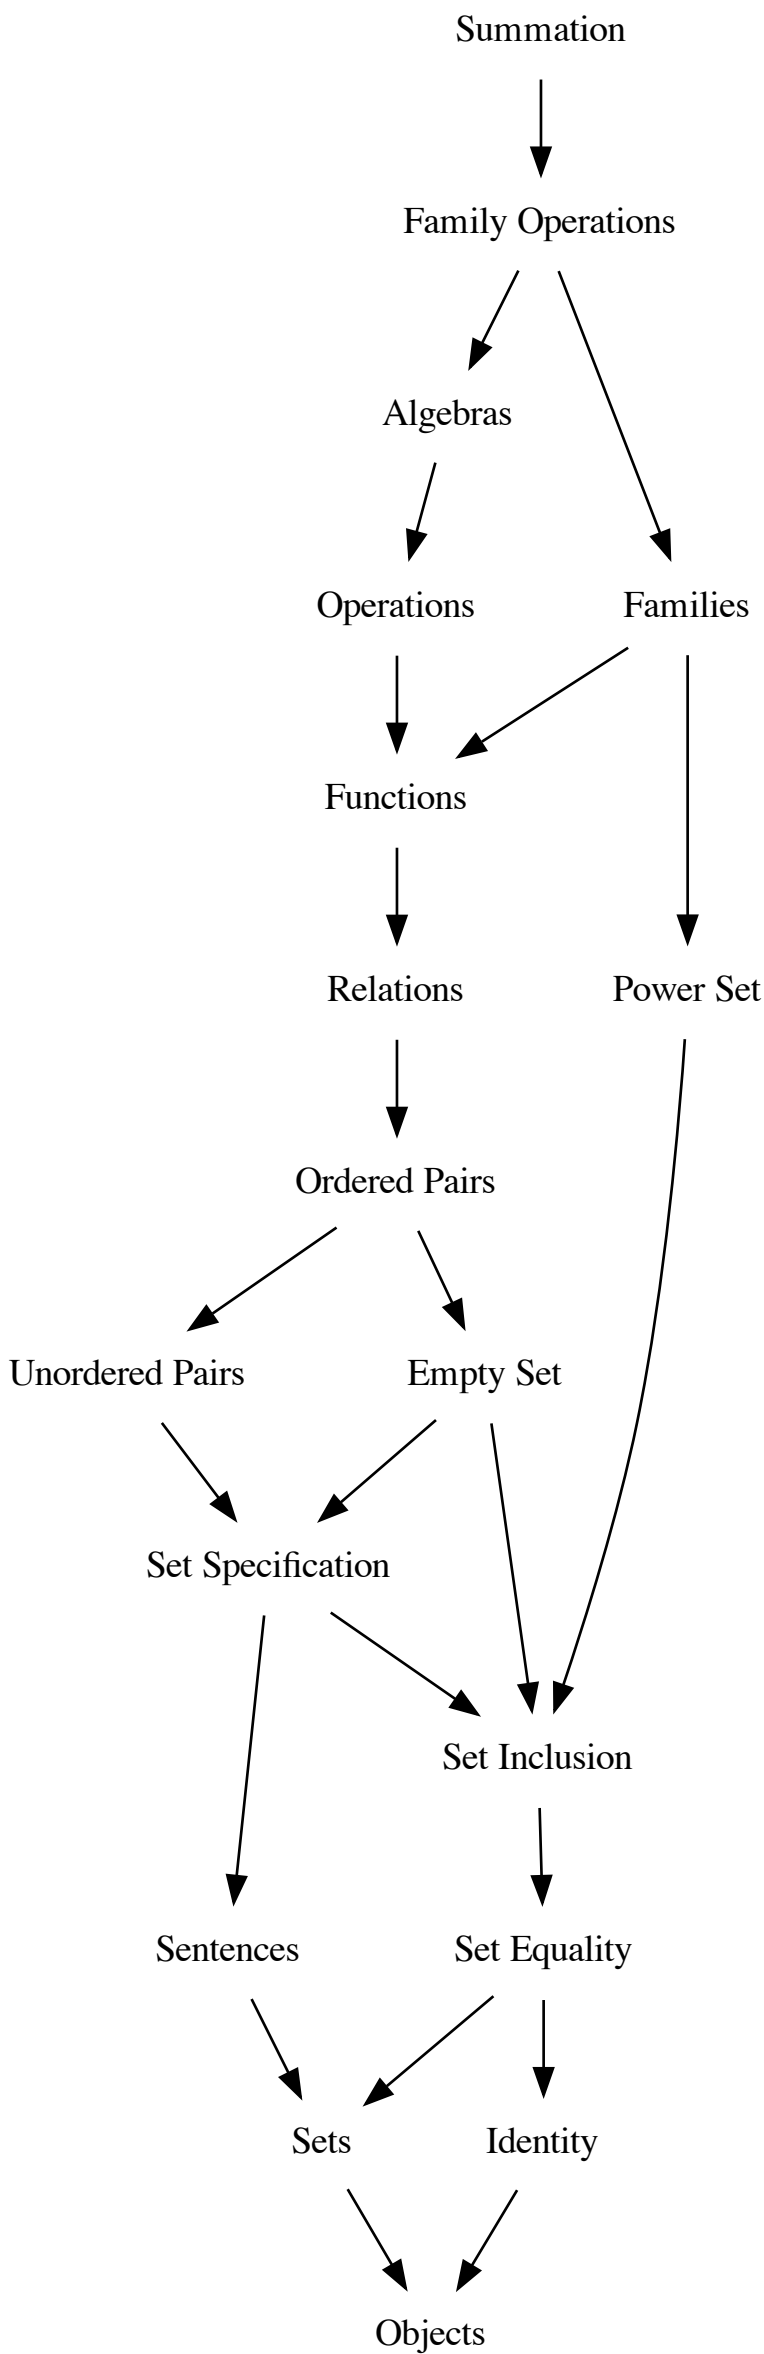 Summation
Family Operations
Algebras
Operations
Families
Functions
Relations
Power Set
Ordered Pairs
Unordered Pairs
Empty Set
Set Specification
Set Inclusion
Sentences
Set Equality
Sets
Identity
Objects